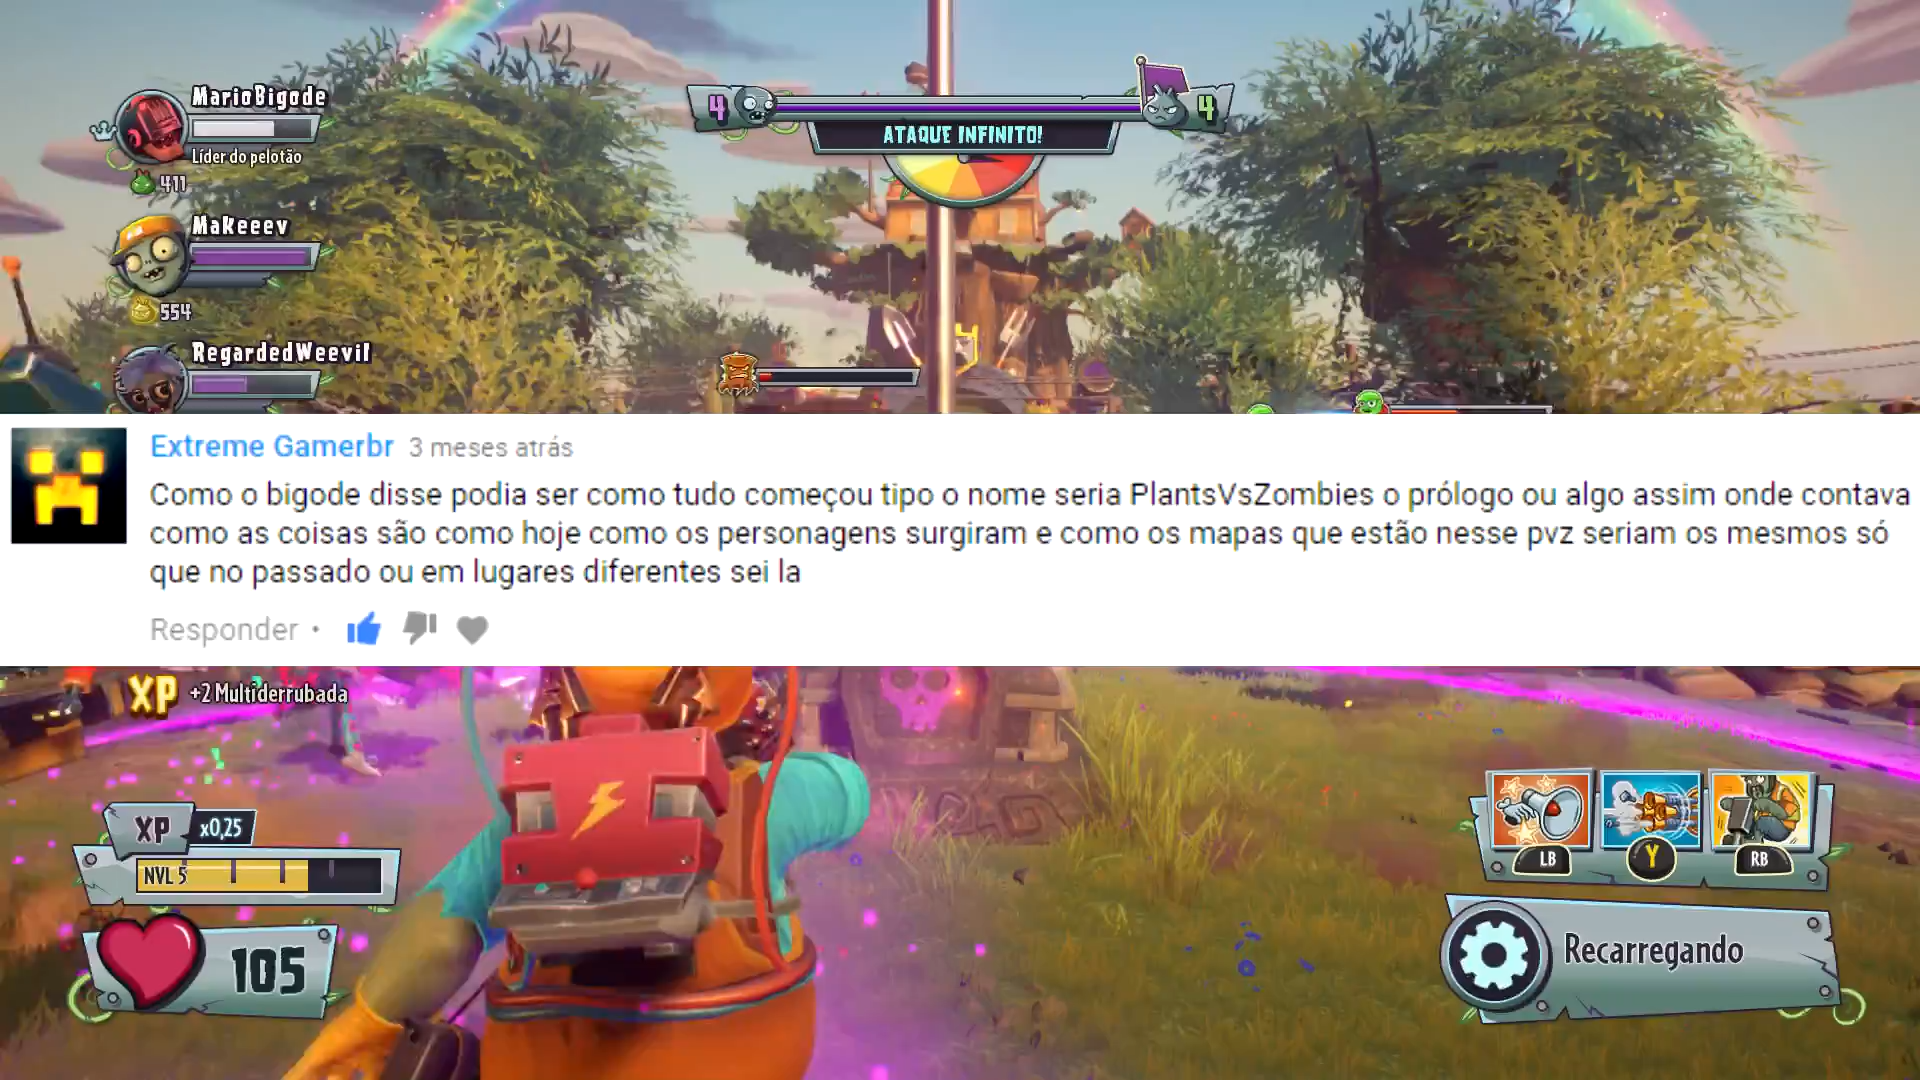 MarioBigode
Líder do pelotão
411
Makeeev
554
RegardedWeevil
4
4
ATAQUE INFINITO!
Extreme Gamerbr 3 meses atrás
Como o bigode disse podia ser como tudo começou tipo o nome seria PlantsVsZombies o prólogo ou algo assim onde contava
como as coisas são como hoje como os personagens surgiram e como os mapas que estão nesse pvz seriam os mesmos só
que no passado ou em lugares diferentes sei la
Responder •
XP +2 Multiderrubada
XP x0,25
NVL 5
105
LB Y RB
Recarregando